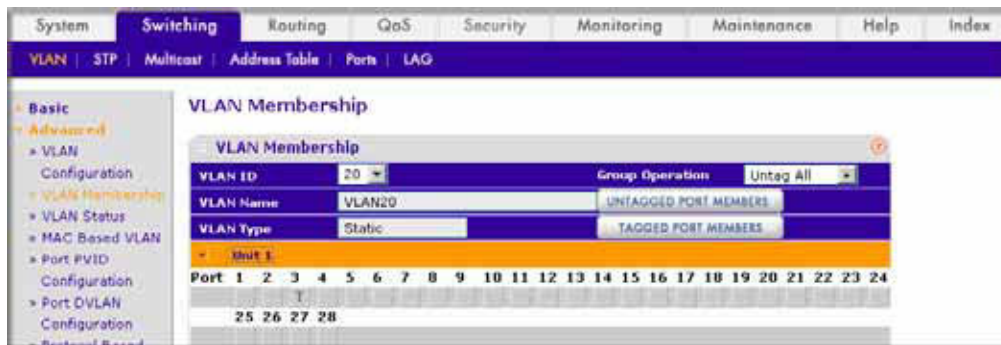 System Switching Routing QoS Security Monitoring Maintenance Help Index
VLAN | STP | Multicast | Address Table | Ports | LAG
Basic
Advanced
» VLAN
Configuration
» VLAN Membership
» VLAN Status
» MAC Based VLAN
» Port PVID
Configuration
» Port DVLAN
Configuration
» Protocol Based
VLAN Membership
VLAN Membership
VLAN ID 20 Group Operation Untag All
VLAN Name VLAN20 UNTAGGED PORT MEMBERS
VLAN Type Static TAGGED PORT MEMBERS
Unit 1
Port 1 2 3 4 5 6 7 8 9 10 11 12 13 14 15 16 17 18 19 20 21 22 23 24
T
25 26 27 28